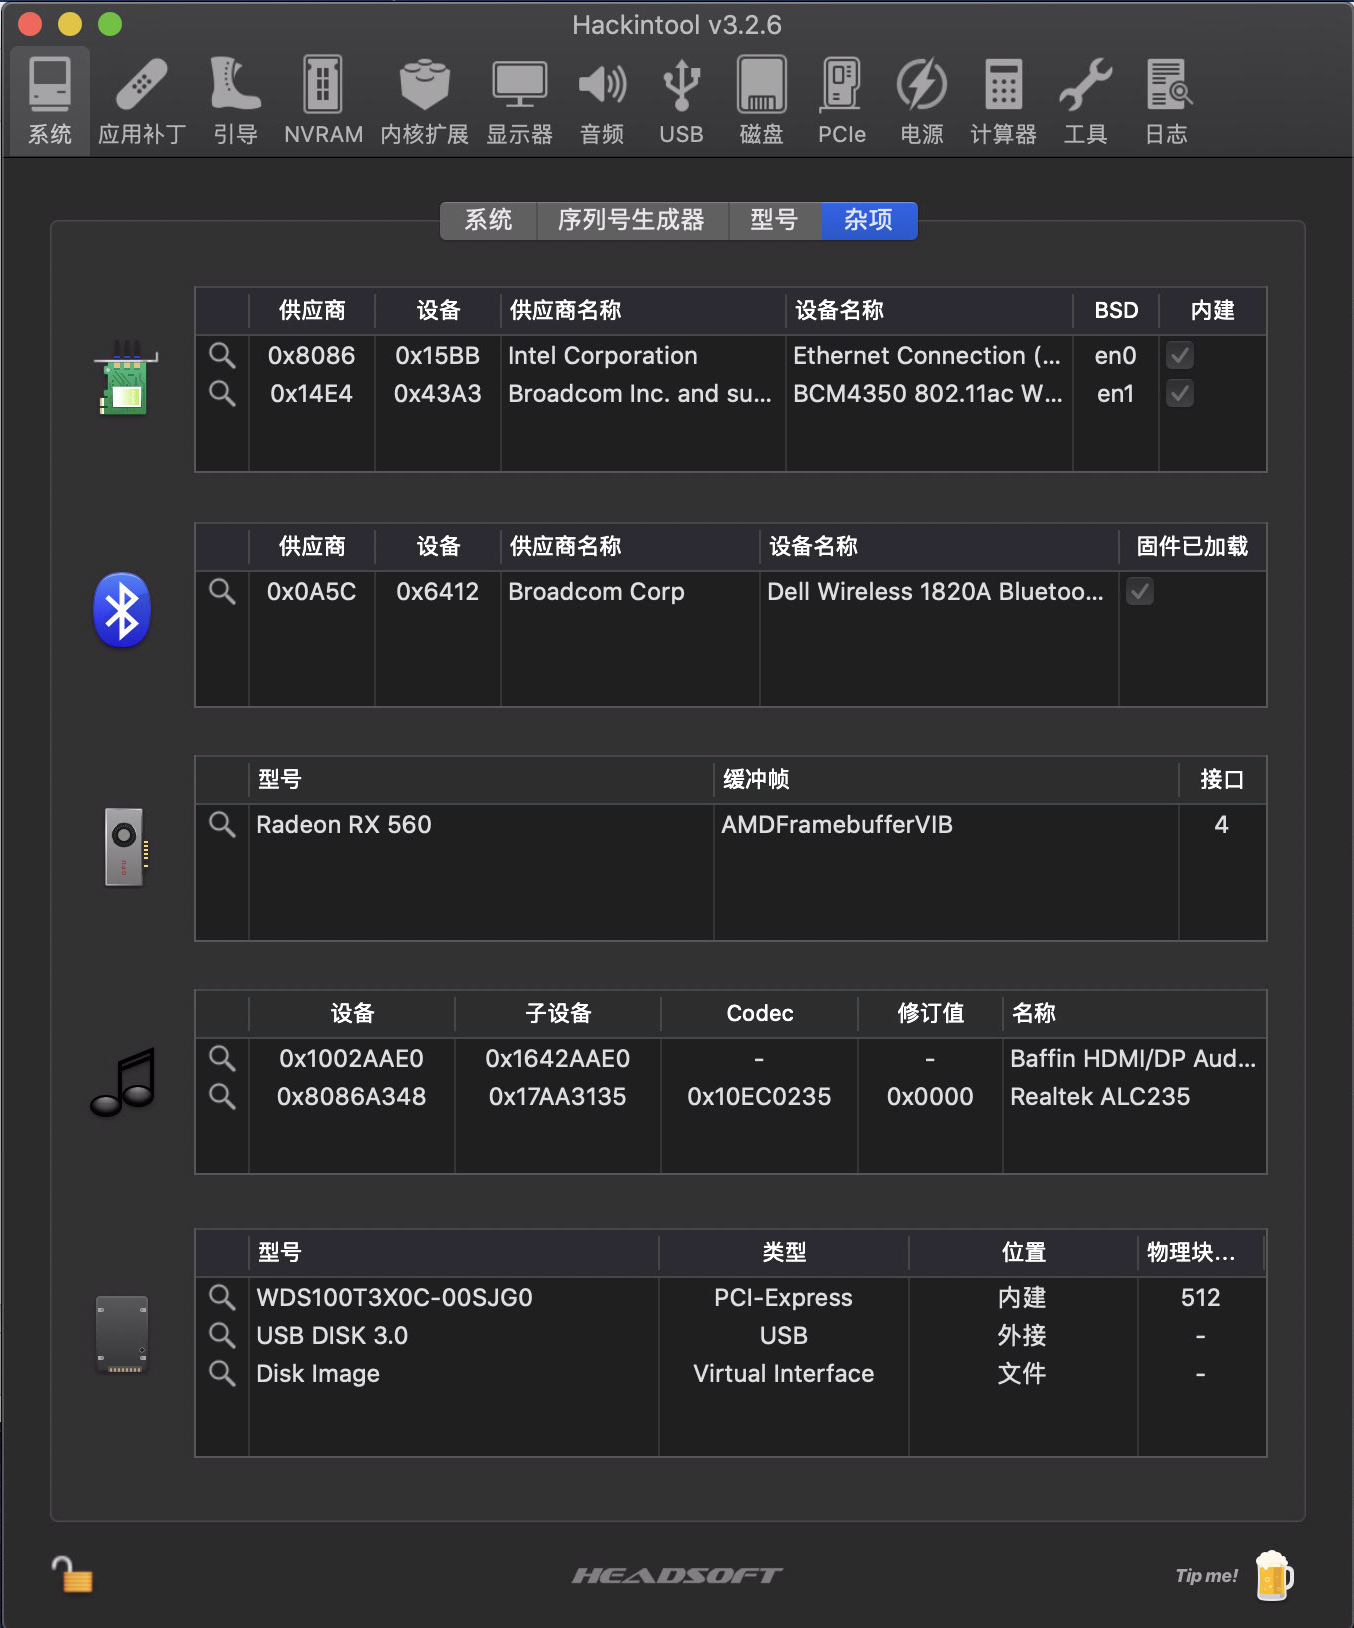 Hackintool v3.2.6
系统 应用补丁 引导 NVRAM 内核扩展 显示器 音频 USB 磁盘 PCIe 电源 计算器 工具 日志
系统 序列号生成器 型号 杂项
供应商 设备 供应商名称 设备名称 BSD 内建
0x8086 0x15BB Intel Corporation Ethernet Connection (... en0
0x14E4 0x43A3 Broadcom Inc. and su... BCM4350 802.11ac W... en1
供应商 设备 供应商名称 设备名称 固件已加载
0x0A5C 0x6412 Broadcom Corp Dell Wireless 1820A Bluetoo...
型号 缓冲帧 接口
Radeon RX 560 AMDFramebufferVIB 4
设备 子设备 Codec 修订值 名称
0x1002AAE0 0x1642AAE0 - - Baffin HDMI/DP Aud...
0x8086A348 0x17AA3135 0x10EC0235 0x0000 Realtek ALC235
型号 类型 位置 物理块...
WDS100T3X0C-00SJG0 PCI-Express 内建 512
USB DISK 3.0 USB 外接 -
Disk Image Virtual Interface 文件 -
HEADSOFT
Tip me!